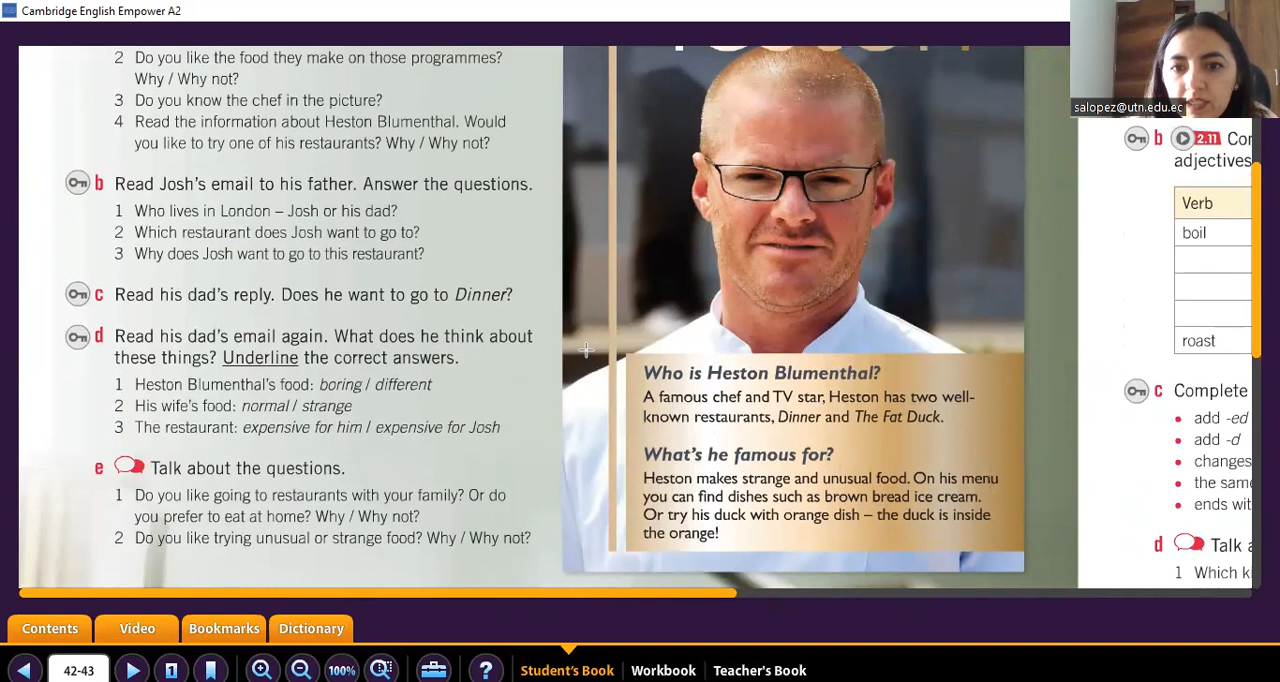 Cambridge English Empower A2
salopez@utn.edu.ec
2 Do you like the food they make on those programmes?
Why / Why not?
3 Do you know the chef in the picture?
4 Read the information about Heston Blumenthal. Would
you like to try one of his restaurants? Why / Why not?
b Read Josh's email to his father. Answer the questions.
1 Who lives in London – Josh or his dad?
2 Which restaurant does Josh want to go to?
3 Why does Josh want to go to this restaurant?
c Read his dad's reply. Does he want to go to Dinner?
d Read his dad's email again. What does he think about
these things? Underline the correct answers.
1 Heston Blumenthal's food: boring / different
2 His wife's food: normal / strange
3 The restaurant: expensive for him / expensive for Josh
e Talk about the questions.
1 Do you like going to restaurants with your family? Or do
you prefer to eat at home? Why / Why not?
2 Do you like trying unusual or strange food? Why / Why not?
Who is Heston Blumenthal?
A famous chef and TV star, Heston has two well-
known restaurants, Dinner and The Fat Duck.
What's he famous for?
Heston makes strange and unusual food. On his menu
you can find dishes such as brown bread ice cream.
Or try his duck with orange dish – the duck is inside
the orange!
b 2.11
adjectives
Verb
boil
roast
c Complete
add -ed
add -d
changes
the same
d Talk
1 Which
Contents
Video
Bookmarks
Dictionary
42-43
1
100%
?
Student's Book
Workbook
Teacher's Book